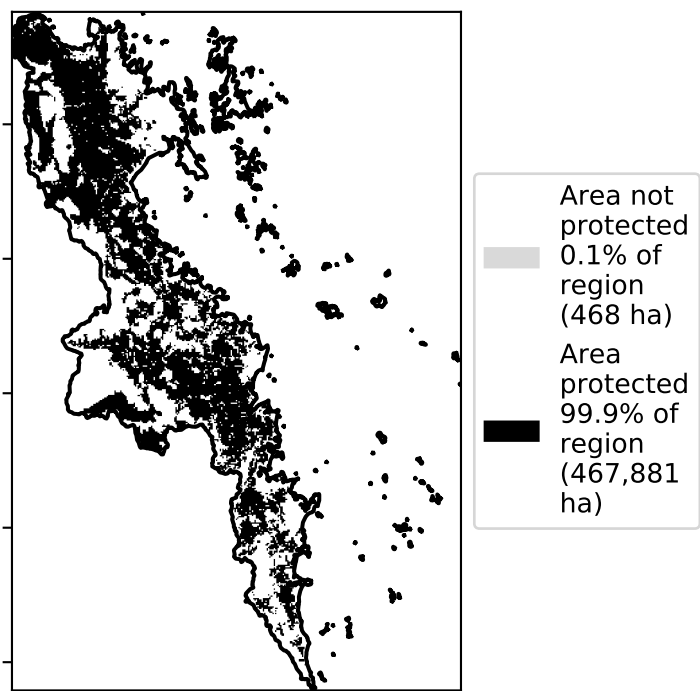 Area not
protected
0.1% of
region
(468 ha)
Area
protected
99.9% of
region
(467,881
ha)